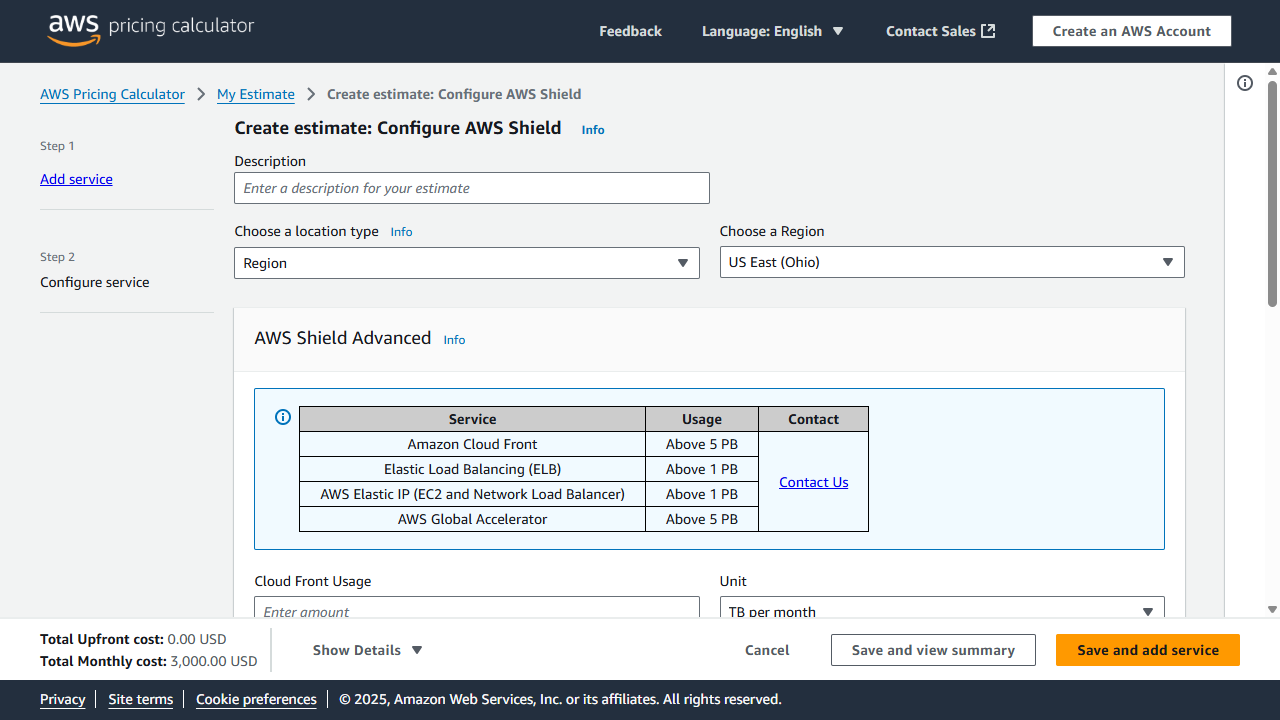 aws pricing calculator
Feedback
Language: English
Contact Sales
Create an AWS Account
AWS Pricing Calculator
My Estimate
Create estimate: Configure AWS Shield
Step 1
Add service
Step 2
Configure service
Create estimate: Configure AWS Shield Info
Description
Enter a description for your estimate
Choose a location type Info
Region
Choose a Region
US East (Ohio)
AWS Shield Advanced Info
Service Usage Contact
Amazon Cloud Front Above 5 PB
Elastic Load Balancing (ELB) Above 1 PB
Contact Us
AWS Elastic IP (EC2 and Network Load Balancer) Above 1 PB
AWS Global Accelerator Above 5 PB
Cloud Front Usage
Enter amount
Unit
TB per month
Total Upfront cost: 0.00 USD
Total Monthly cost: 3,000.00 USD
Show Details
Cancel
Save and view summary
Save and add service
Privacy
Site terms
Cookie preferences
© 2025, Amazon Web Services, Inc. or its affiliates. All rights reserved.